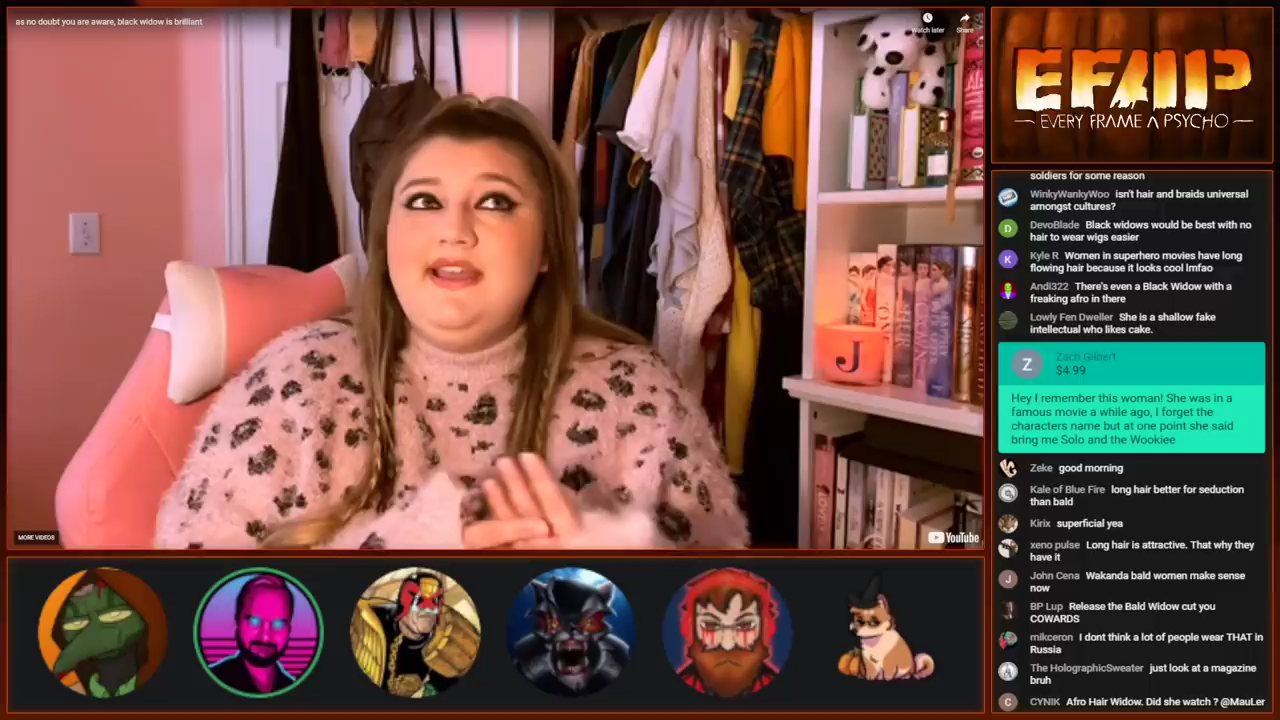 as no doubt you are aware, black widow is brilliant
Watch later
Share
J
MORE VIDEOS
YouTube
EFAP
EVERY FRAME A PSYCHO
soldiers for some reason
WinkyWankyWoo isn't hair and braids universal
amongst cultures?
D
DevoBlade Black widows would be best with no
hair to wear wigs easier
K
Kyle R Women in superhero movies have long
flowing hair because it looks cool lmfao
Andi322 There's even a Black Widow with a
freaking afro in there
Lowly Fen Dweller She is a shallow fake
intellectual who likes cake.
Z
Zach Gilbert
$4.99
Hey I remember this woman! She was in a
famous movie a while ago, I forget the
characters name but at one point she said
bring me Solo and the Wookiee
Zeke good morning
Kale of Blue Fire long hair better for seduction
than bald
Kirix superficial yea
xeno pulse Long hair is attractive. That why they
have it
J
John Cena Wakanda bald women make sense
now
BP Lup Release the Bald Widow cut you
COWARDS
mikceron I dont think a lot of people wear THAT in
Russia
The HolographicSweater just look at a magazine
bruh
C
CYNIK Afro Hair Widow. Did she watch ? @MauLer